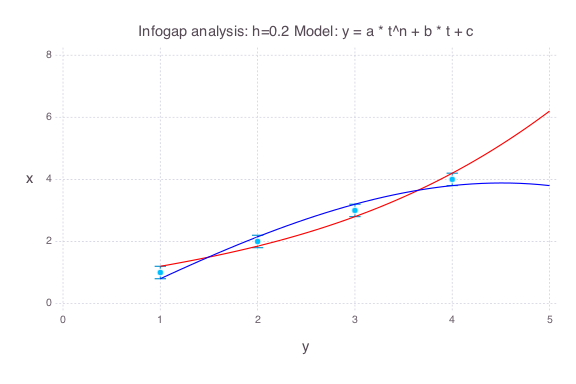 Infogap analysis: h=0.2 Model: y = a * t^n + b * t + c
8
6
x
4
2
0
0 1 2 3 4 5
y